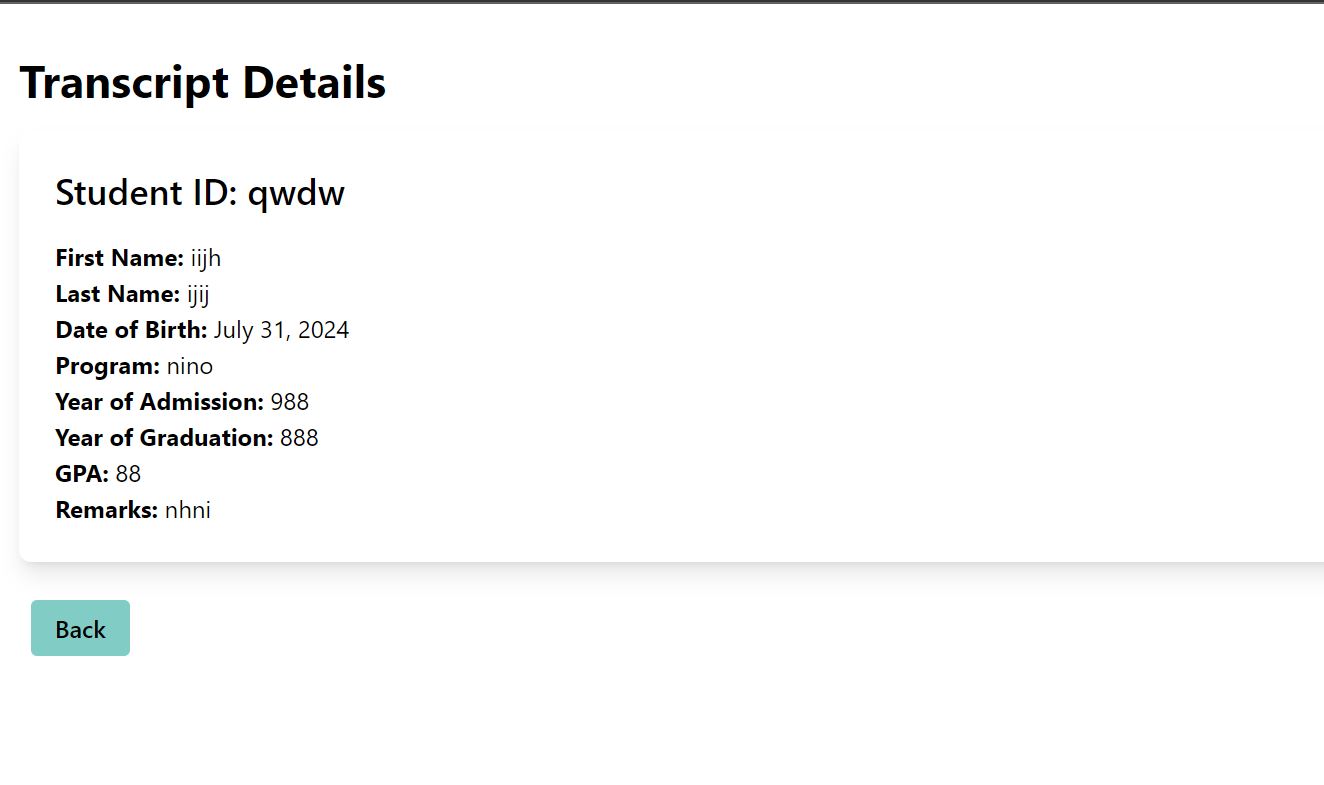 Transcript Details
Student ID: qwdw
First Name: iijh
Last Name: ijij
Date of Birth: July 31, 2024
Program: nino
Year of Admission: 988
Year of Graduation: 888
GPA: 88
Remarks: nhni
Back